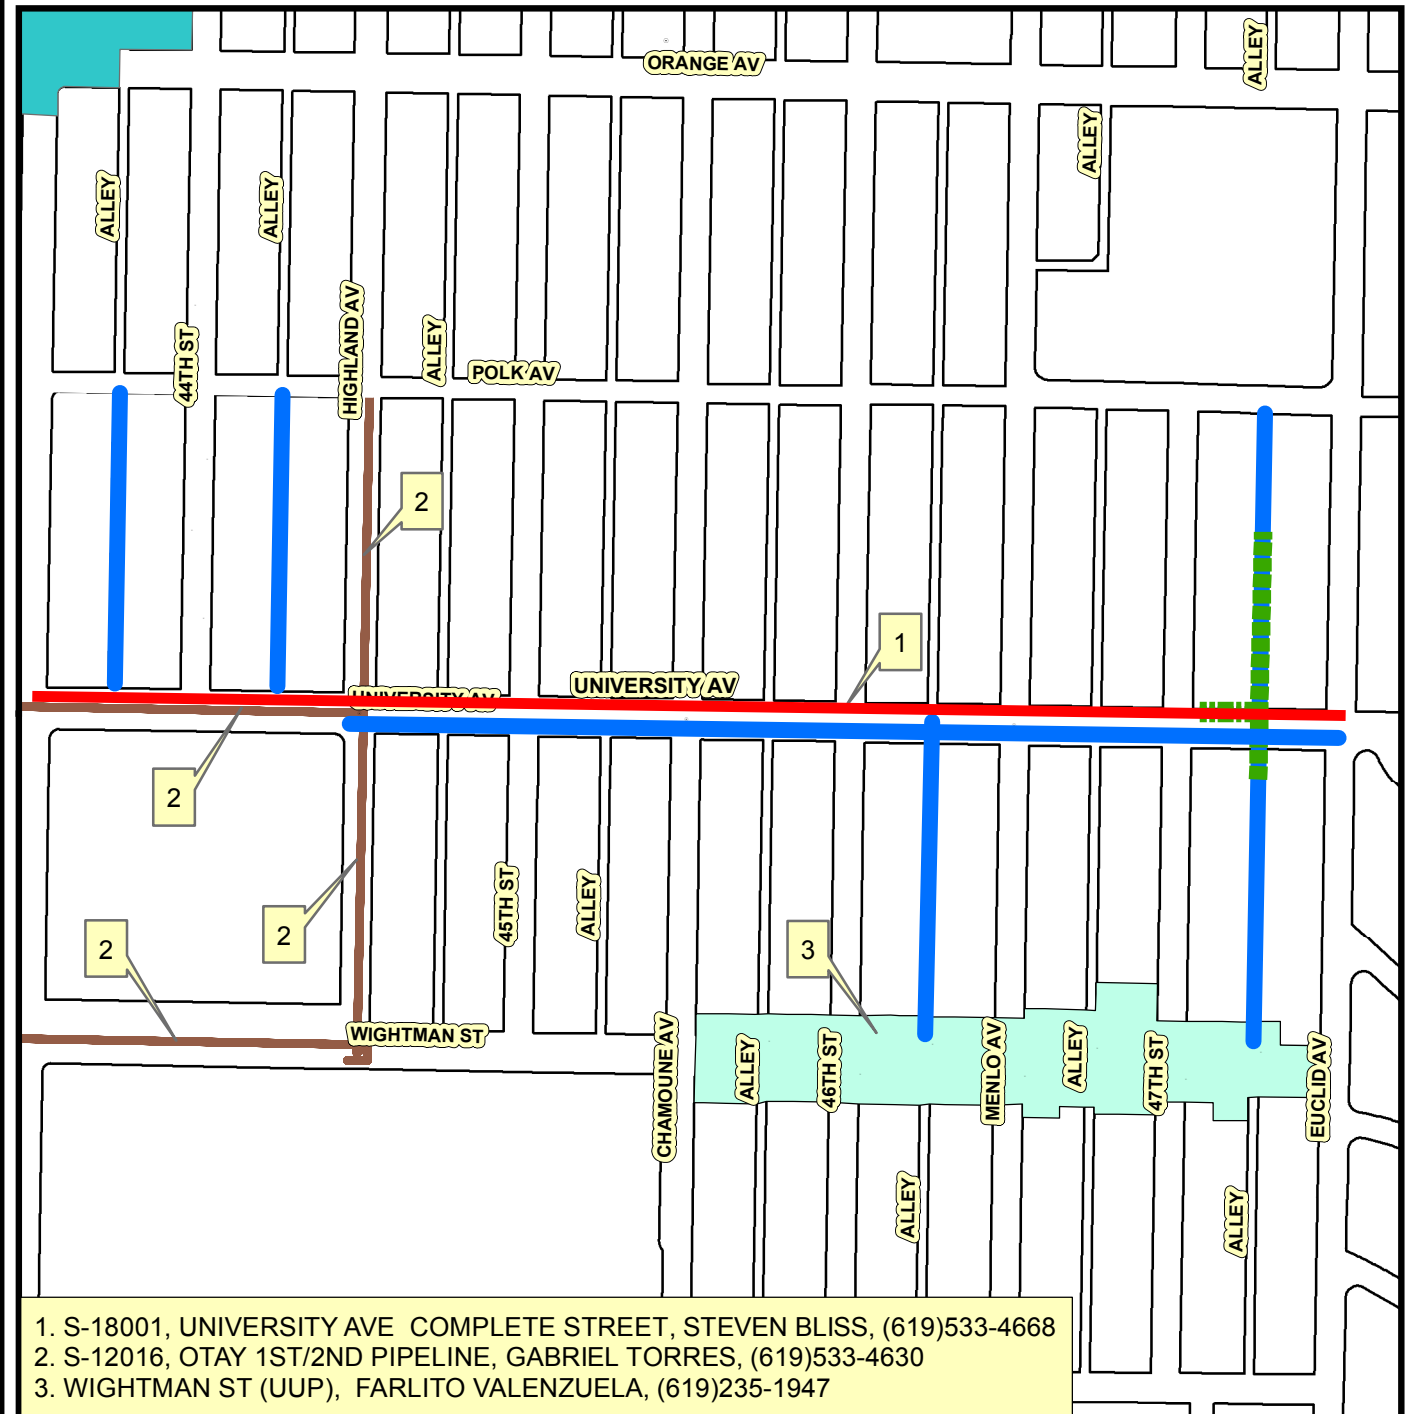 ORANGE AV
ALLEY
ALLEY
ALLEY
ALLEY
44TH ST
HIGHLAND AV
ALLEY
POLK AV
2
1
UNIVERSITY AV
UNIVERSITY AV
2
2
2
45TH ST
ALLEY
3
WIGHTMAN ST
CHAMOUNE AV
ALLEY
46TH ST
MENLO AV
ALLEY
47TH ST
EUCLID AV
ALLEY
ALLEY
1. S-18001, UNIVERSITY AVE COMPLETE STREET, STEVEN BLISS, (619)533-4668
2. S-12016, OTAY 1ST/2ND PIPELINE, GABRIEL TORRES, (619)533-4630
3. WIGHTMAN ST (UUP), FARLITO VALENZUELA, (619)235-1947